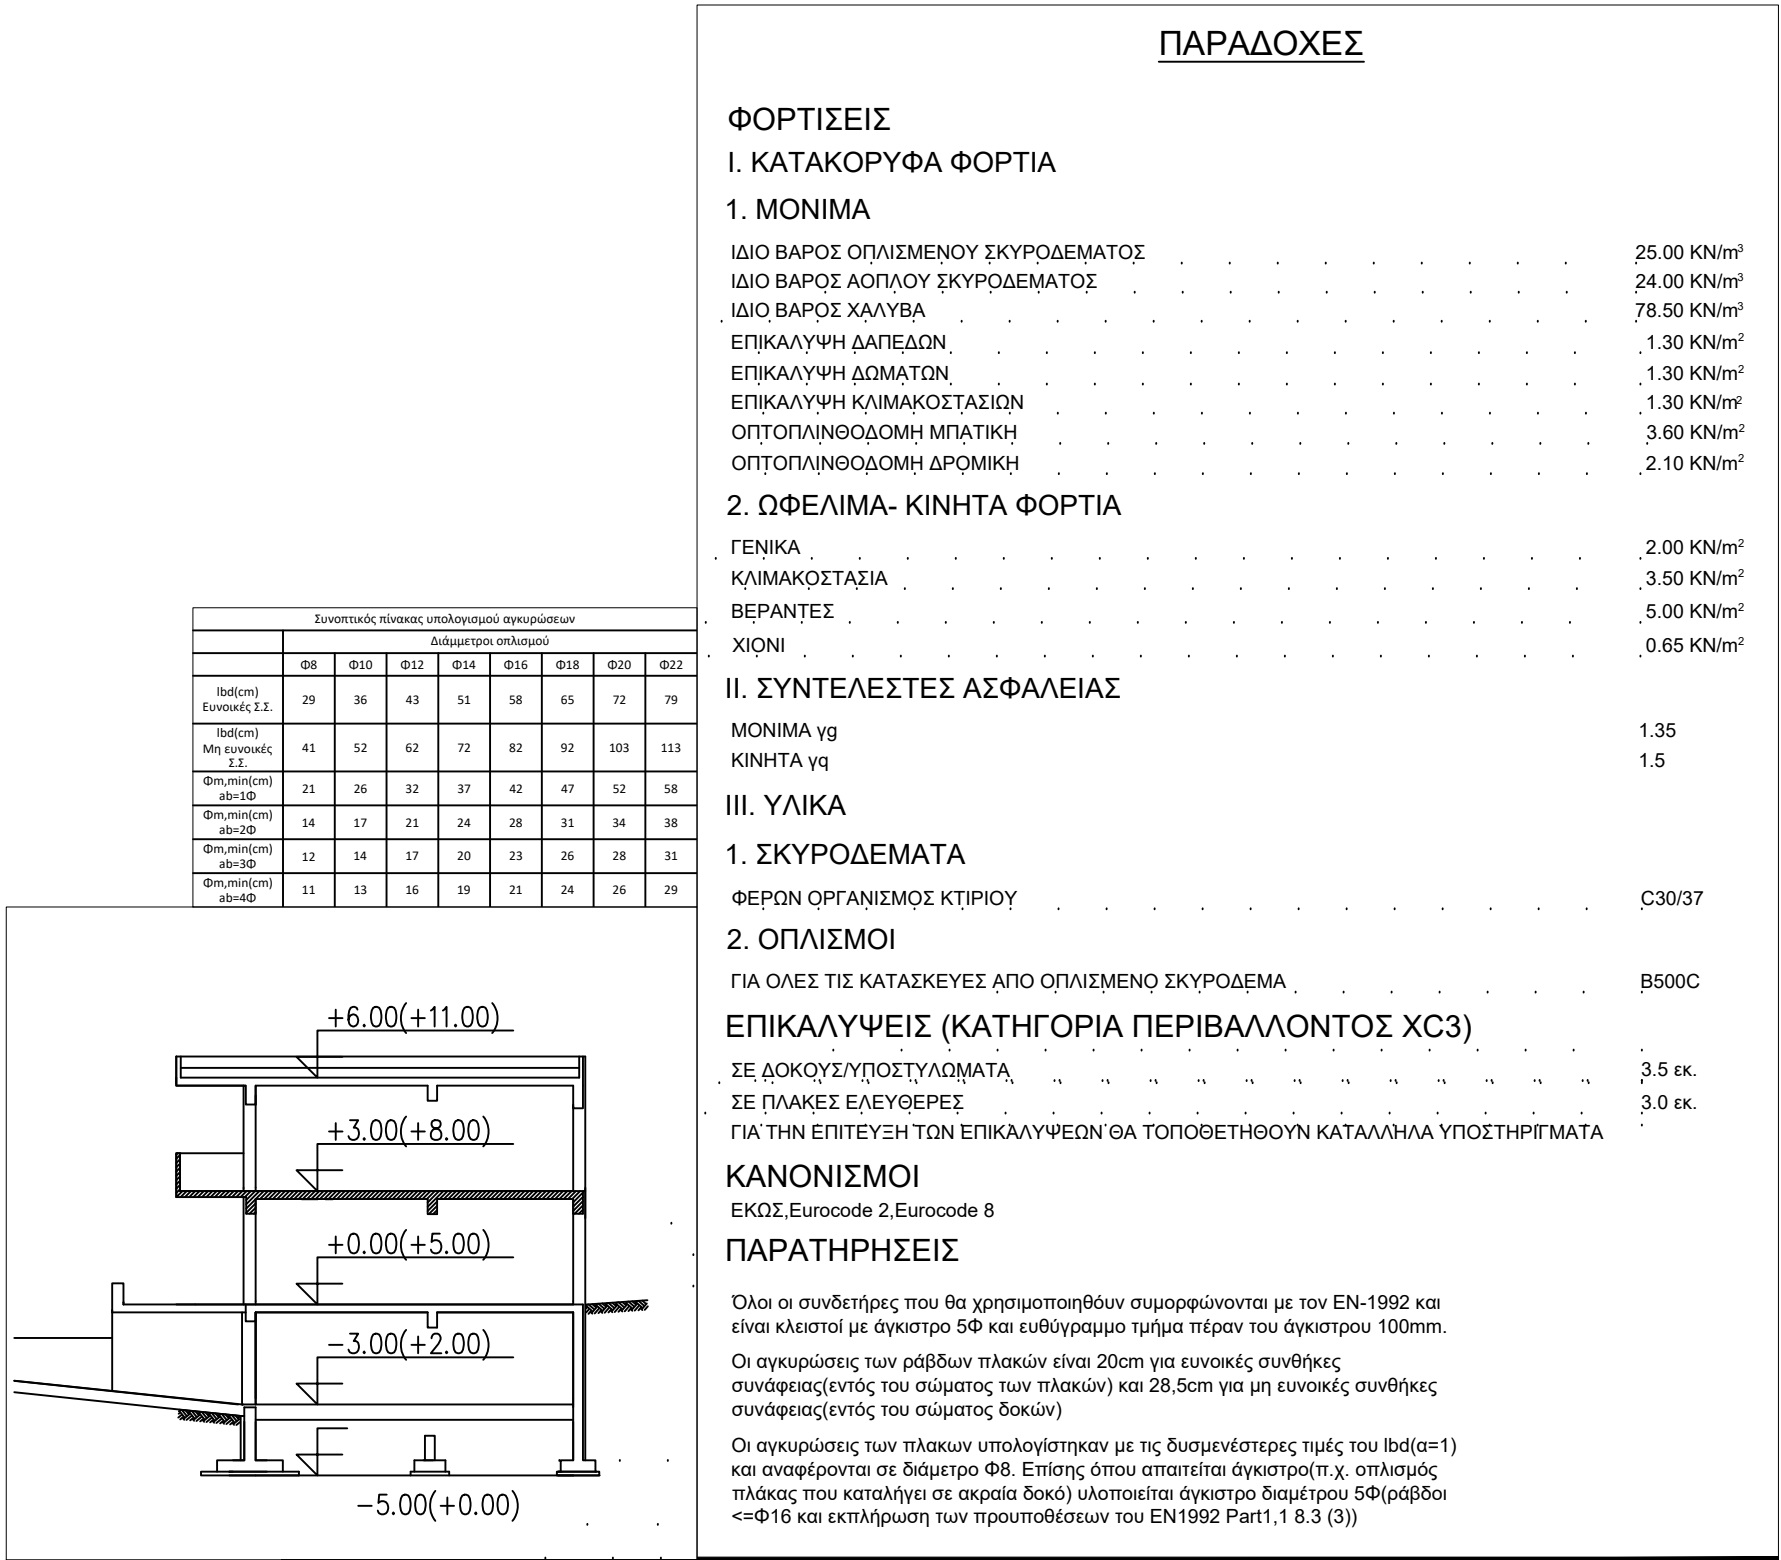 ΠΑΡΑΔΟΧΕΣ
ΦΟΡΤΙΣΕΙΣ
Ι. ΚΑΤΑΚΟΡΥΦΑ ΦΟΡΤΙΑ
1. ΜΟΝΙΜΑ
ΙΔΙΟ ΒΑΡΟΣ ΟΠΛΙΣΜΕΝΟΥ ΣΚΥΡΟΔΕΜΑΤΟΣ 25.00 KN/m³
ΙΔΙΟ ΒΑΡΟΣ ΑΟΠΛΟΥ ΣΚΥΡΟΔΕΜΑΤΟΣ 24.00 KN/m³
ΙΔΙΟ ΒΑΡΟΣ ΧΑΛΥΒΑ 78.50 KN/m³
ΕΠΙΚΑΛΥΨΗ ΔΑΠΕΔΩΝ 1.30 KN/m²
ΕΠΙΚΑΛΥΨΗ ΔΩΜΑΤΩΝ 1.30 KN/m²
ΕΠΙΚΑΛΥΨΗ ΚΛΙΜΑΚΟΣΤΑΣΙΩΝ 1.30 KN/m²
ΟΠΤΟΠΛΙΝΘΟΔΟΜΗ ΜΠΑΤΙΚΗ 3.60 KN/m²
ΟΠΤΟΠΛΙΝΘΟΔΟΜΗ ΔΡΟΜΙΚΗ 2.10 KN/m²
2. ΩΦΕΛΙΜΑ- ΚΙΝΗΤΑ ΦΟΡΤΙΑ
ΓΕΝΙΚΑ 2.00 KN/m²
ΚΛΙΜΑΚΟΣΤΑΣΙΑ 3.50 KN/m²
ΒΕΡΑΝΤΕΣ 5.00 KN/m²
ΧΙΟΝΙ 0.65 KN/m²
ΙΙ. ΣΥΝΤΕΛΕΣΤΕΣ ΑΣΦΑΛΕΙΑΣ
ΜΟΝΙΜΑ γg 1.35
ΚΙΝΗΤΑ γq 1.5
ΙΙΙ. ΥΛΙΚΑ
1. ΣΚΥΡΟΔΕΜΑΤΑ
ΦΕΡΩΝ ΟΡΓΑΝΙΣΜΟΣ ΚΤΙΡΙΟΥ C30/37
2. ΟΠΛΙΣΜΟΙ
ΓΙΑ ΟΛΕΣ ΤΙΣ ΚΑΤΑΣΚΕΥΕΣ ΑΠΟ ΟΠΛΙΣΜΕΝΟ ΣΚΥΡΟΔΕΜΑ B500C
ΕΠΙΚΑΛΥΨΕΙΣ (ΚΑΤΗΓΟΡΙΑ ΠΕΡΙΒΑΛΛΟΝΤΟΣ XC3)
ΣΕ ΔΟΚΟΥΣ/ΥΠΟΣΤΥΛΩΜΑΤΑ 3.5 εκ.
ΣΕ ΠΛΑΚΕΣ ΕΛΕΥΘΕΡΕΣ 3.0 εκ.
ΓΙΑ ΤΗΝ ΕΠΙΤΕΥΞΗ ΤΩΝ ΕΠΙΚΑΛΥΨΕΩΝ ΘΑ ΤΟΠΟΘΕΤΗΘΟΥΝ ΚΑΤΑΛΛΗΛΑ ΥΠΟΣΤΗΡΙΓΜΑΤΑ
ΚΑΝΟΝΙΣΜΟΙ
ΕΚΩΣ,Eurocode 2,Eurocode 8
ΠΑΡΑΤΗΡΗΣΕΙΣ
Όλοι οι συνδετήρες που θα χρησιμοποιηθόυν συμορφώνονται με τον EN-1992 και
είναι κλειστοί με άγκιστρο 5Φ και ευθύγραμμο τμήμα πέραν του άγκιστρου 100mm.
Οι αγκυρώσεις των ράβδων πλακών είναι 20cm για ευνοικές συνθήκες
συνάφειας(εντός του σώματος των πλακών) και 28,5cm για μη ευνοικές συνθήκες
συνάφειας(εντός του σώματος δοκών)
Οι αγκυρώσεις των πλακων υπολογίστηκαν με τις δυσμενέστερες τιμές του lbd(α=1)
και αναφέρονται σε διάμετρο Φ8. Επίσης όπου απαιτείται άγκιστρο(π.χ. οπλισμός
πλάκας που καταλήγει σε ακραία δοκό) υλοποιείται άγκιστρο διαμέτρου 5Φ(ράβδοι
<=Φ16 και εκπλήρωση των προυποθέσεων του EN1992 Part1,1 8.3 (3))
Συνοπτικός πίνακας υπολογισμού αγκυρώσεων
Διάμμετροι οπλισμού
Φ8 Φ10 Φ12 Φ14 Φ16 Φ18 Φ20 Φ22
lbd(cm)
Ευνοικές Σ.Σ. 29 36 43 51 58 65 72 79
lbd(cm)
Μη ευνοικές
Σ.Σ. 41 52 62 72 82 92 103 113
Φm,min(cm)
ab=1Φ 21 26 32 37 42 47 52 58
Φm,min(cm)
ab=2Φ 14 17 21 24 28 31 34 38
Φm,min(cm)
ab=3Φ 12 14 17 20 23 26 28 31
Φm,min(cm)
ab=4Φ 11 13 16 19 21 24 26 29
+6.00(+11.00)
+3.00(+8.00)
+0.00(+5.00)
−3.00(+2.00)
−5.00(+0.00)